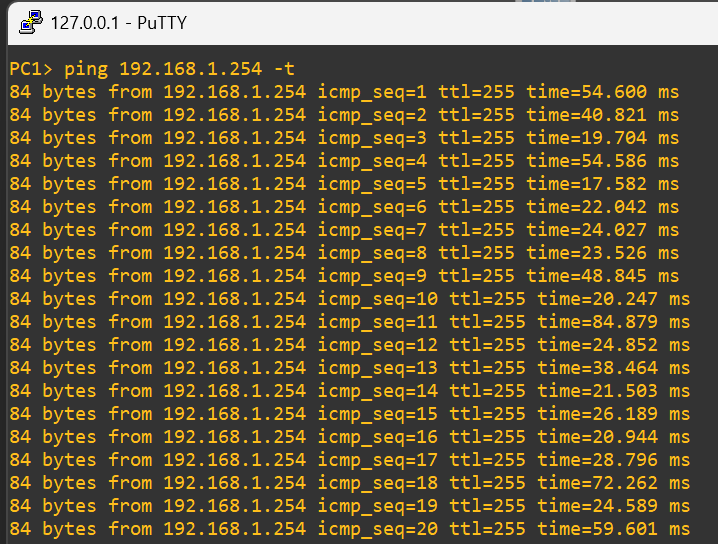 127.0.0.1 - PuTTY
PC1> ping 192.168.1.254 -t
84 bytes from 192.168.1.254 icmp_seq=1 ttl=255 time=54.600 ms
84 bytes from 192.168.1.254 icmp_seq=2 ttl=255 time=40.821 ms
84 bytes from 192.168.1.254 icmp_seq=3 ttl=255 time=19.704 ms
84 bytes from 192.168.1.254 icmp_seq=4 ttl=255 time=54.586 ms
84 bytes from 192.168.1.254 icmp_seq=5 ttl=255 time=17.582 ms
84 bytes from 192.168.1.254 icmp_seq=6 ttl=255 time=22.042 ms
84 bytes from 192.168.1.254 icmp_seq=7 ttl=255 time=24.027 ms
84 bytes from 192.168.1.254 icmp_seq=8 ttl=255 time=23.526 ms
84 bytes from 192.168.1.254 icmp_seq=9 ttl=255 time=48.845 ms
84 bytes from 192.168.1.254 icmp_seq=10 ttl=255 time=20.247 ms
84 bytes from 192.168.1.254 icmp_seq=11 ttl=255 time=84.879 ms
84 bytes from 192.168.1.254 icmp_seq=12 ttl=255 time=24.852 ms
84 bytes from 192.168.1.254 icmp_seq=13 ttl=255 time=38.464 ms
84 bytes from 192.168.1.254 icmp_seq=14 ttl=255 time=21.503 ms
84 bytes from 192.168.1.254 icmp_seq=15 ttl=255 time=26.189 ms
84 bytes from 192.168.1.254 icmp_seq=16 ttl=255 time=20.944 ms
84 bytes from 192.168.1.254 icmp_seq=17 ttl=255 time=28.796 ms
84 bytes from 192.168.1.254 icmp_seq=18 ttl=255 time=72.262 ms
84 bytes from 192.168.1.254 icmp_seq=19 ttl=255 time=24.589 ms
84 bytes from 192.168.1.254 icmp_seq=20 ttl=255 time=59.601 ms